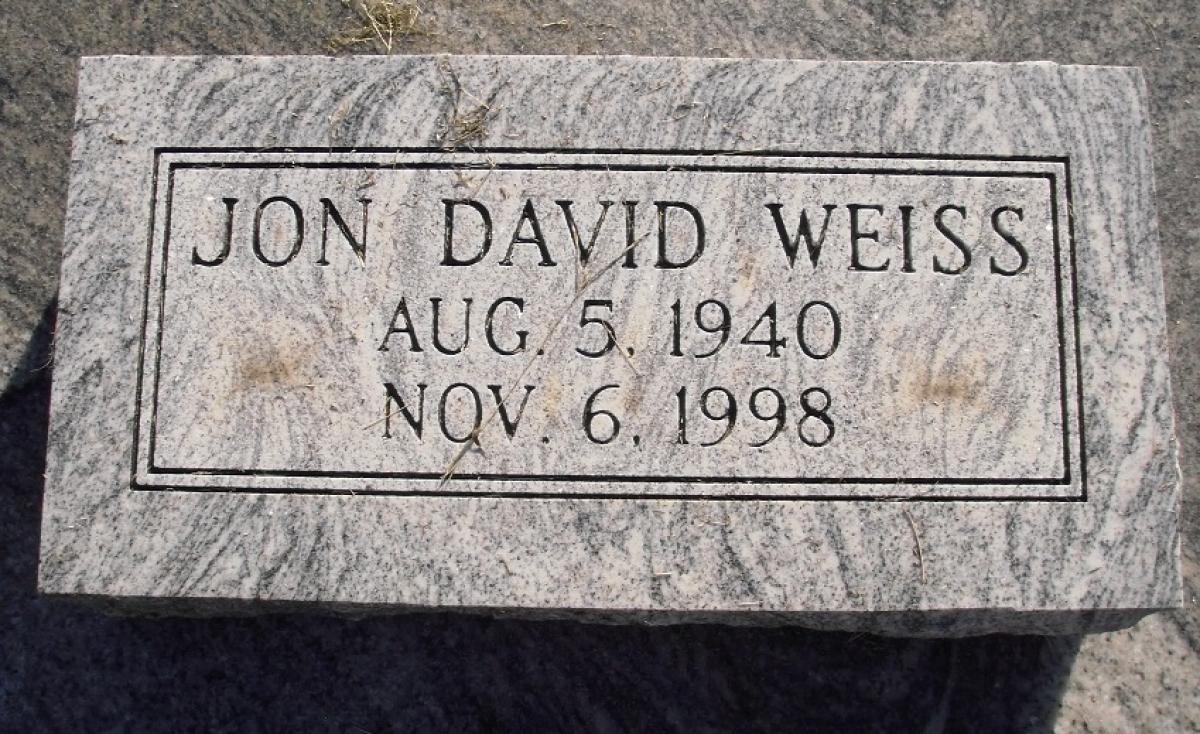 JON DAVID WEISS
AUG. 5, 1940
NOV. 6, 1998